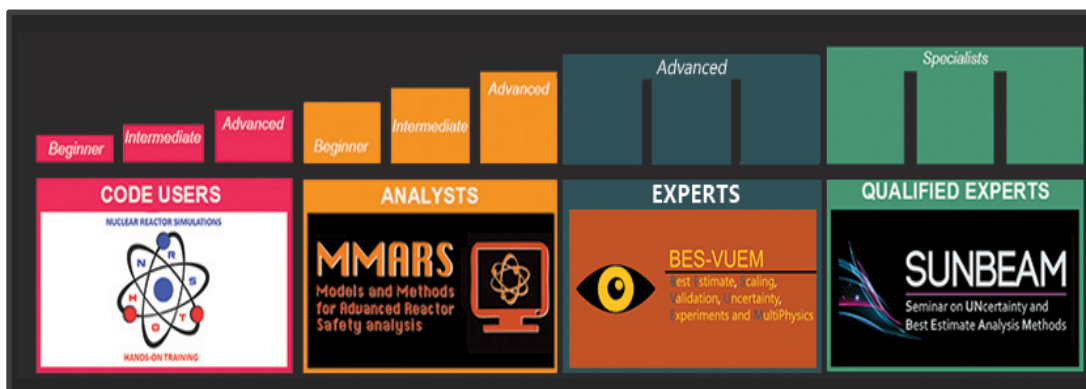 Beginner
Intermediate
Advanced
Beginner
Intermediate
Advanced
Advanced
Specialists
CODE USERS
NUCLEAR REACTOR SIMULATIONS
N
R
S
H
O
T
HANDS-ON TRAINING
ANALYSTS
MMARS
Models and Methods
for Advanced Reactor
Safety analysis
EXPERTS
BES-VUEM
Best Estimate, Scaling,
Validation, Uncertainty,
Experiments and MultiPhysics
QUALIFIED EXPERTS
SUNBEAM
Seminar on UNcertainty and
Best Estimate Analysis Methods